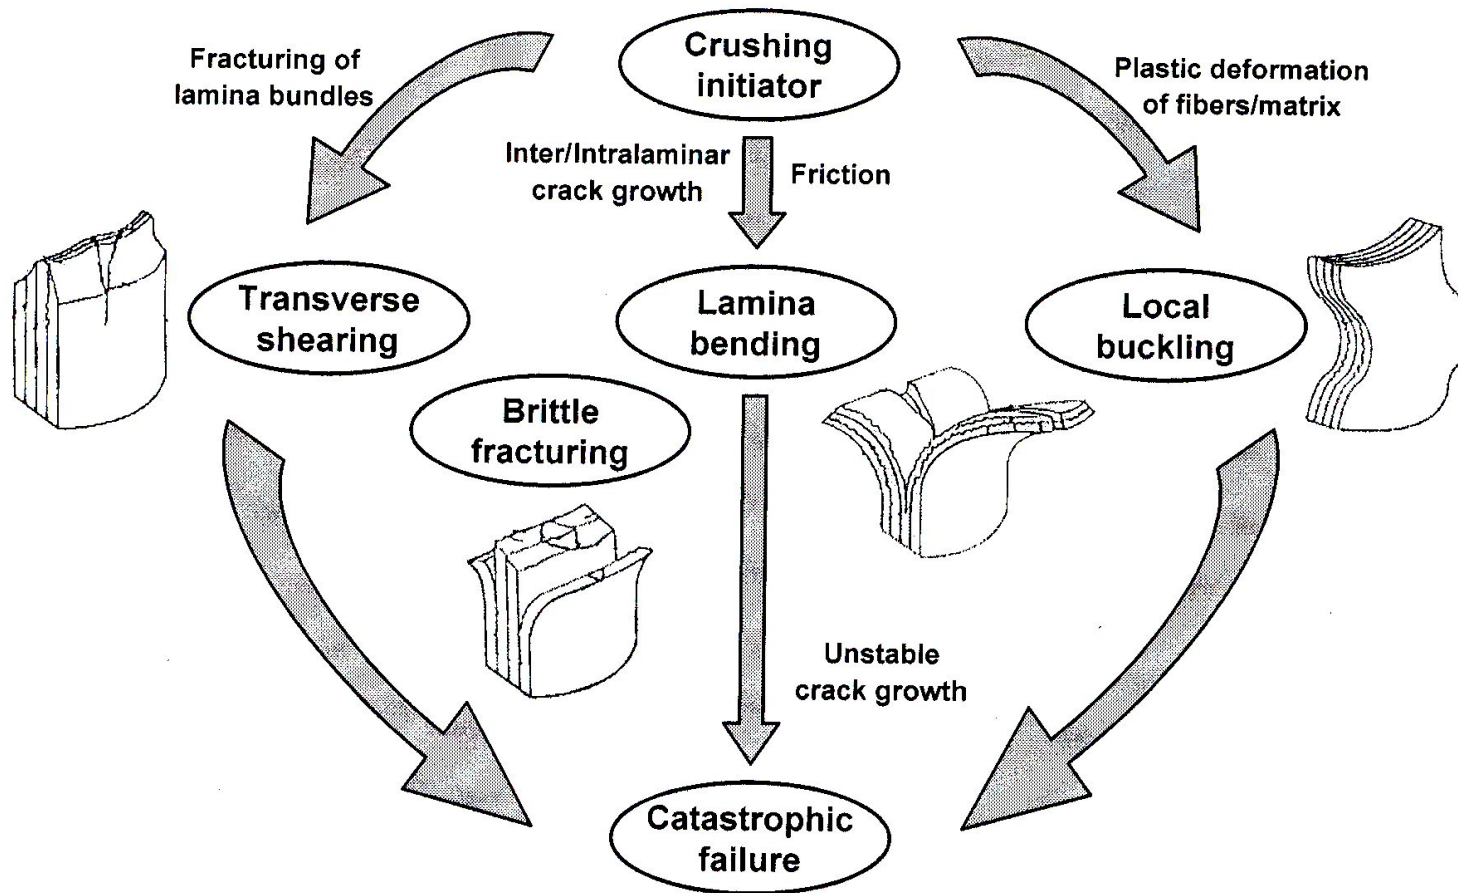 Crushing
initiator
Fracturing of
lamina bundles
Plastic deformation
of fibers/matrix
Inter/Intralaminar
crack growth
Friction
Transverse
shearing
Lamina
bending
Local
buckling
Brittle
fracturing
Unstable
crack growth
Catastrophic
failure